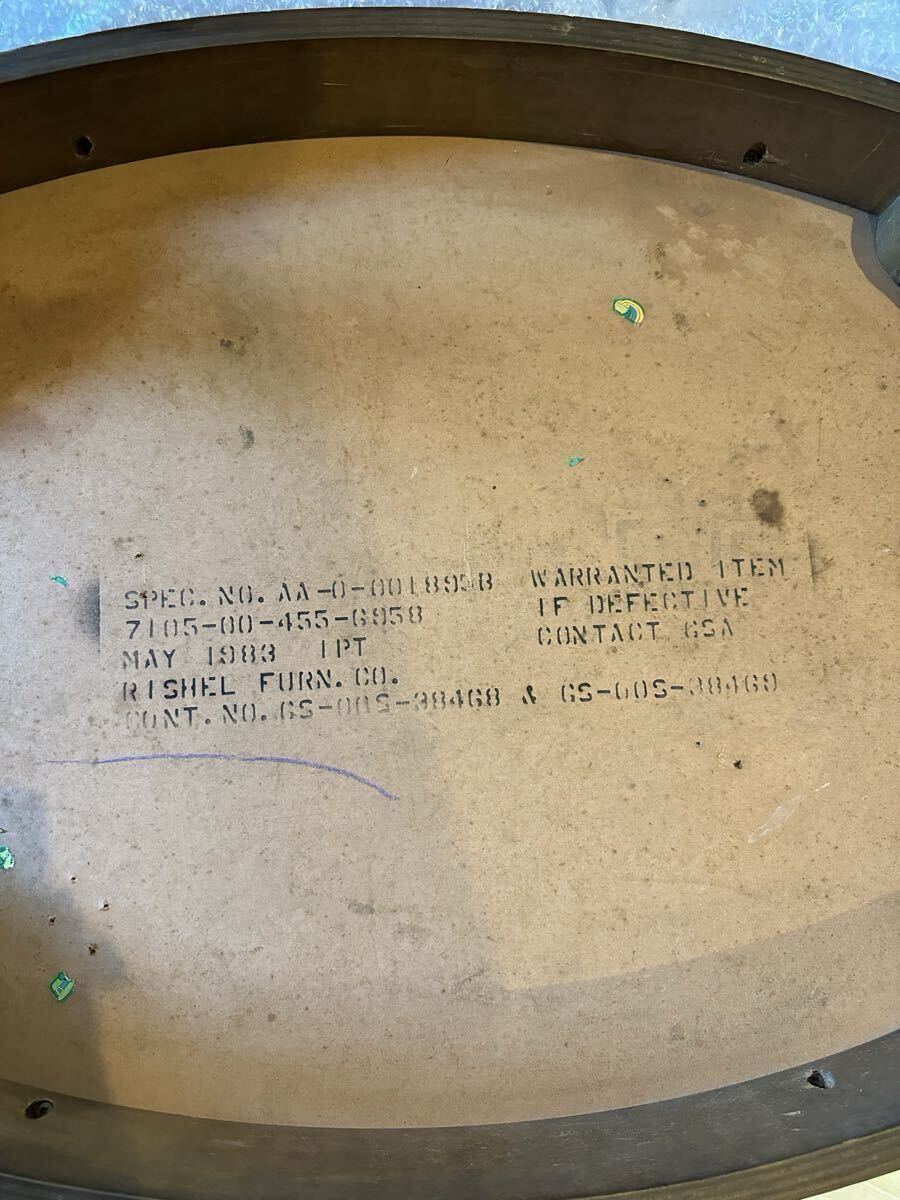 SPEC. NO. AA-0-001895B
7105-00-455-6958
MAY 1983 1PT
RISHEL FURN. CO.
CONT. NO. GS-00S-38468 & GS-00S-38469
WARRANTED ITEM
IF DEFECTIVE
CONTACT GSA